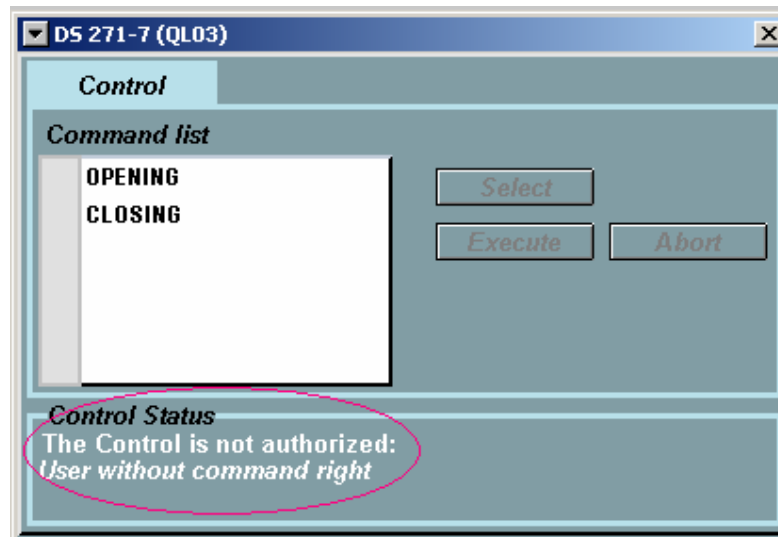 DS 271-7 (QL03)
Control
Command list
OPENING
CLOSING
Select
Execute
Abort
Control Status
The Control is not authorized:
User without command right